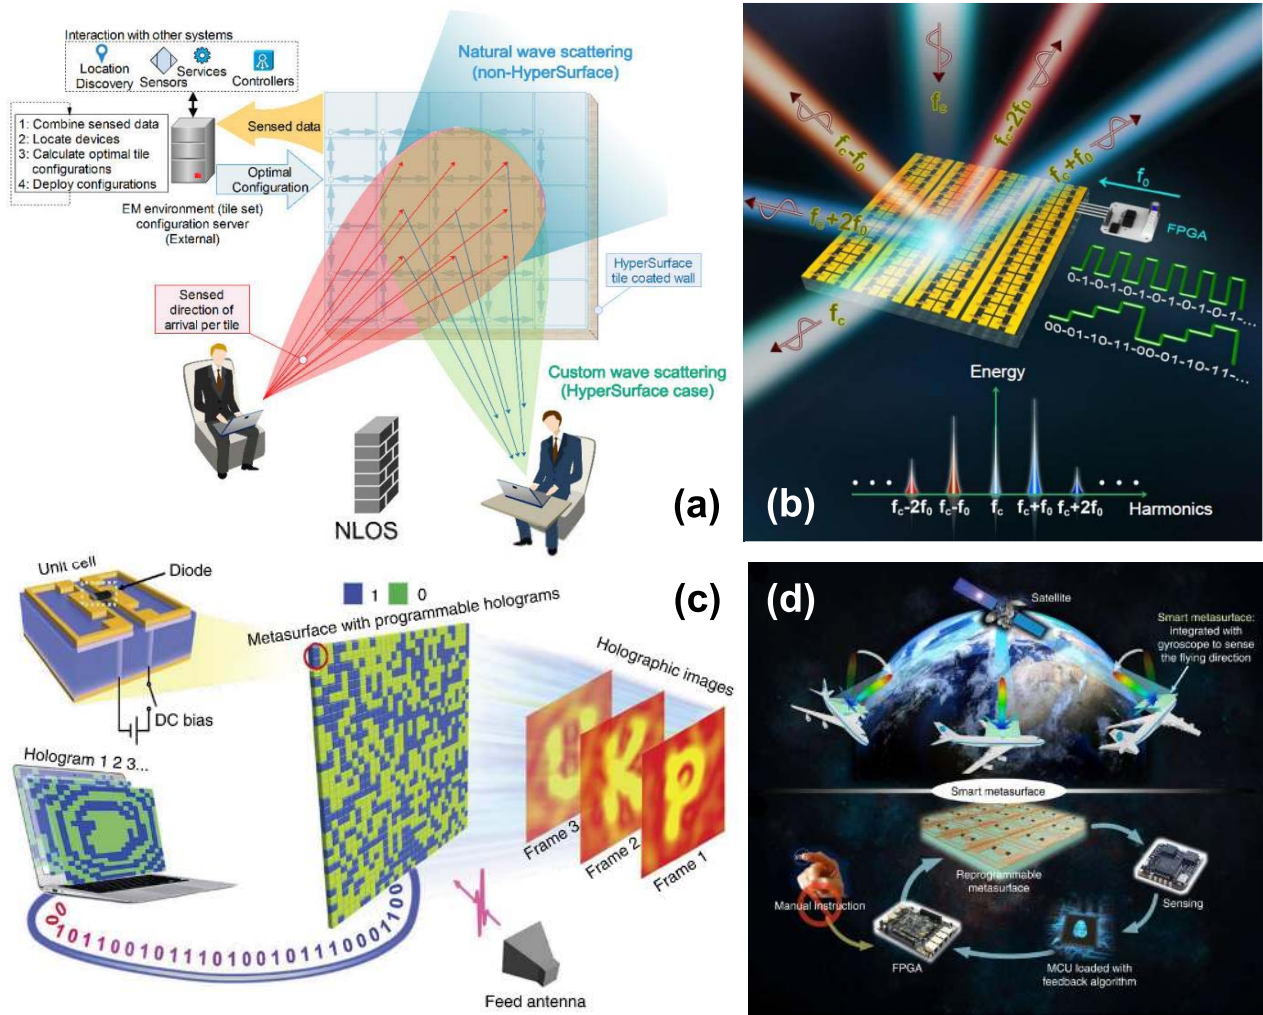 Interaction with other systems
Location
Discovery
Sensors
Services
Controllers
1: Combine sensed data
2: Locate devices
3: Calculate optimal tile
configurations
4: Deploy configurations
Sensed data
Optimal
Configuration
EM environment (tile set)
configuration server
(External)
Natural wave scattering
(non-HyperSurface)
HyperSurface
tile coated wall
Sensed
direction of
arrival per tile
Custom wave scattering
(HyperSurface case)
NLOS
(a)
fc
fc-2f0
fc-f0
fc+f0
fc+2f0
fc
f0
FPGA
0-1-0-1-0-1-0-1-0-1-...
00-01-10-11-00-01-10-11-...
Energy
fc-2f0 fc-f0 fc fc+f0 fc+2f0
Harmonics
(b)
Unit cell
Diode
DC bias
1 0
Metasurface with programmable holograms
Holographic images
Hologram 1 2 3...
Frame 3
Frame 2
Frame 1
Feed antenna
(c)
(d)
Satellite
Smart metasurface:
integrated with
gyroscope to sense
the flying direction
Smart metasurface
Reprogrammable
metasurface
Manual instruction
Sensing
FPGA
MCU loaded with
feedback algorithm